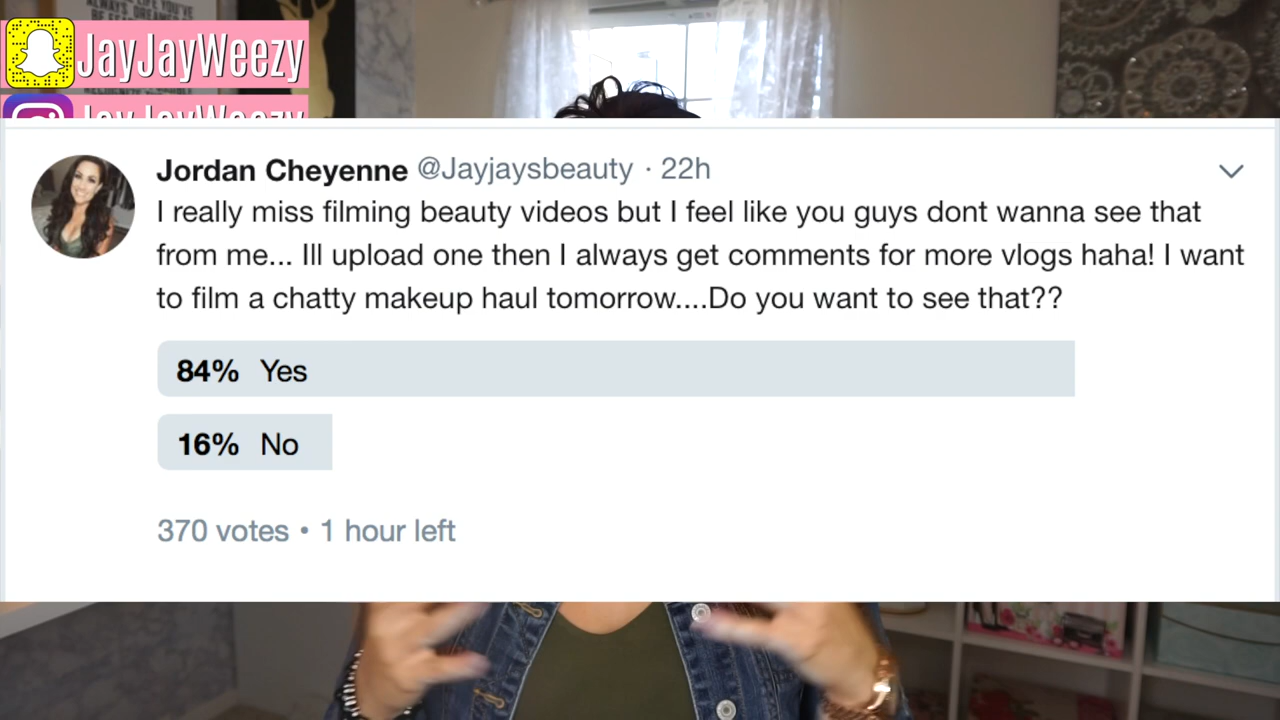 JayJayWeezy
JayJayWeezy
Jordan Cheyenne @Jayjaysbeauty · 22h
I really miss filming beauty videos but I feel like you guys dont wanna see that
from me... Ill upload one then I always get comments for more vlogs haha! I want
to film a chatty makeup haul tomorrow....Do you want to see that??
84% Yes
16% No
370 votes • 1 hour left